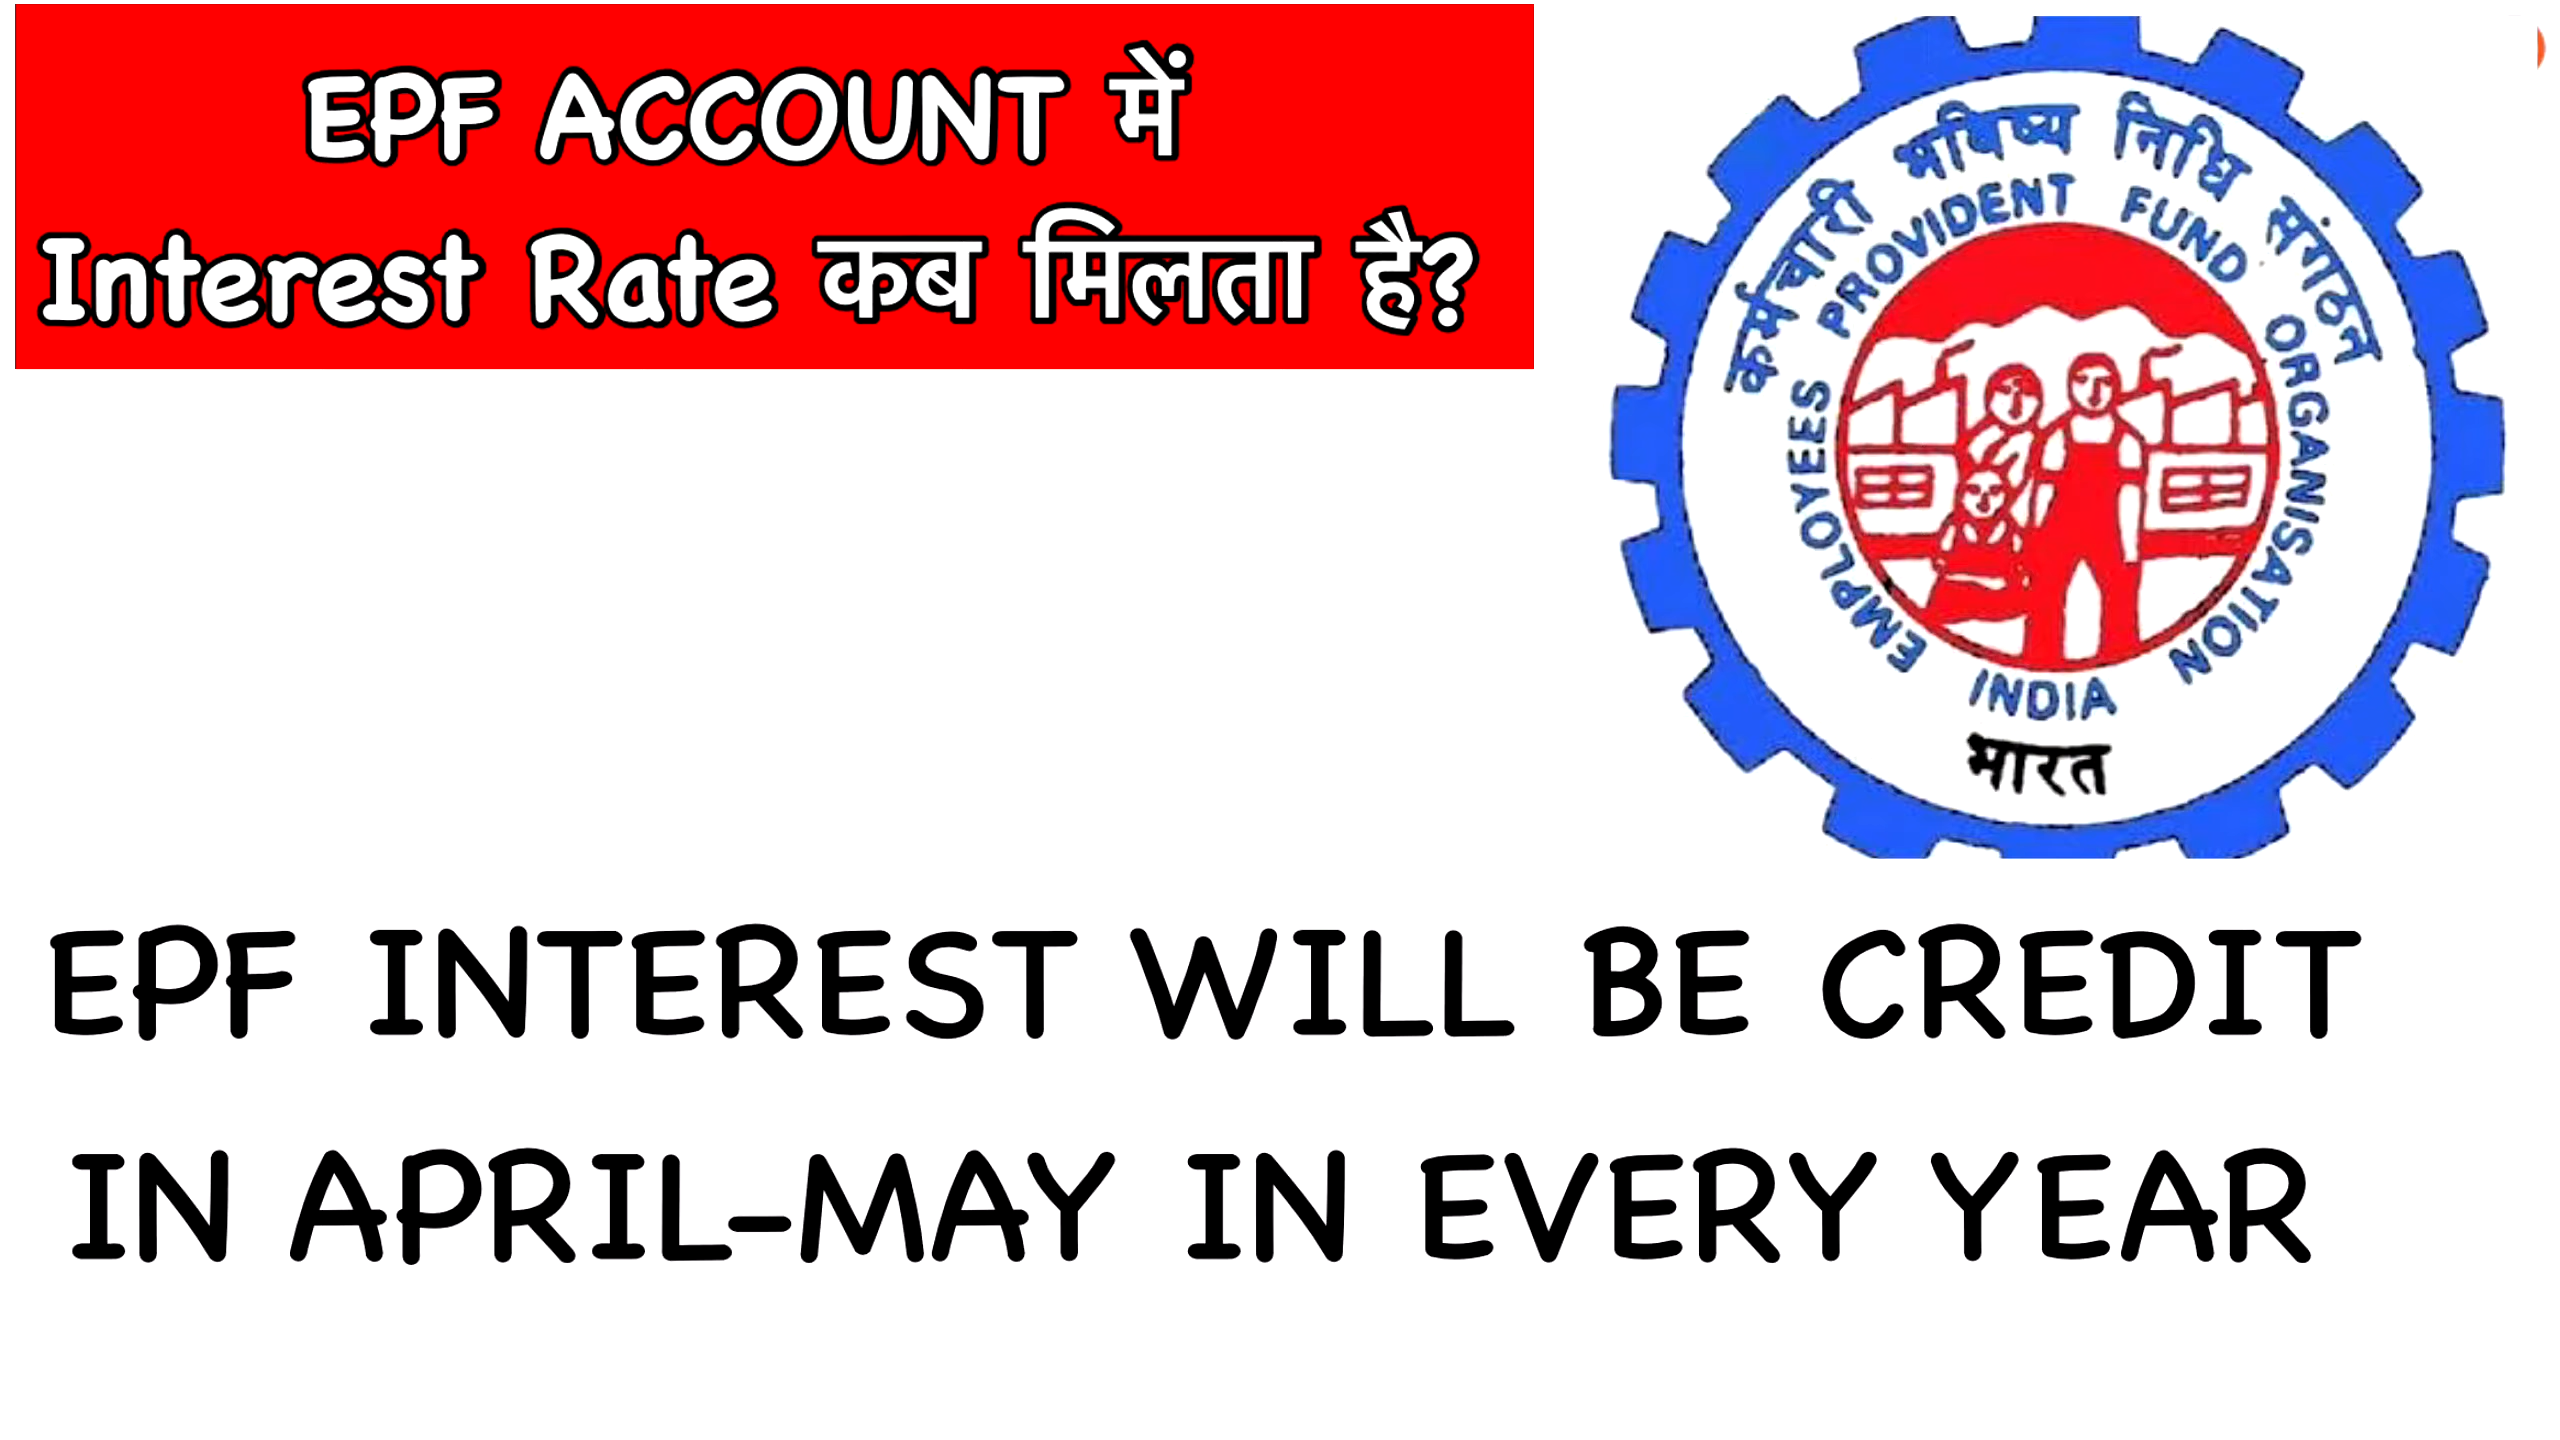 EPF ACCOUNT में
Interest Rate कब मिलता है?
कर्मचारी भविष्य निधि संगठन
EMPLOYEES PROVIDENT FUND ORGANISATION
INDIA
भारत
EPF INTEREST WILL BE CREDIT
IN APRIL-MAY IN EVERY YEAR